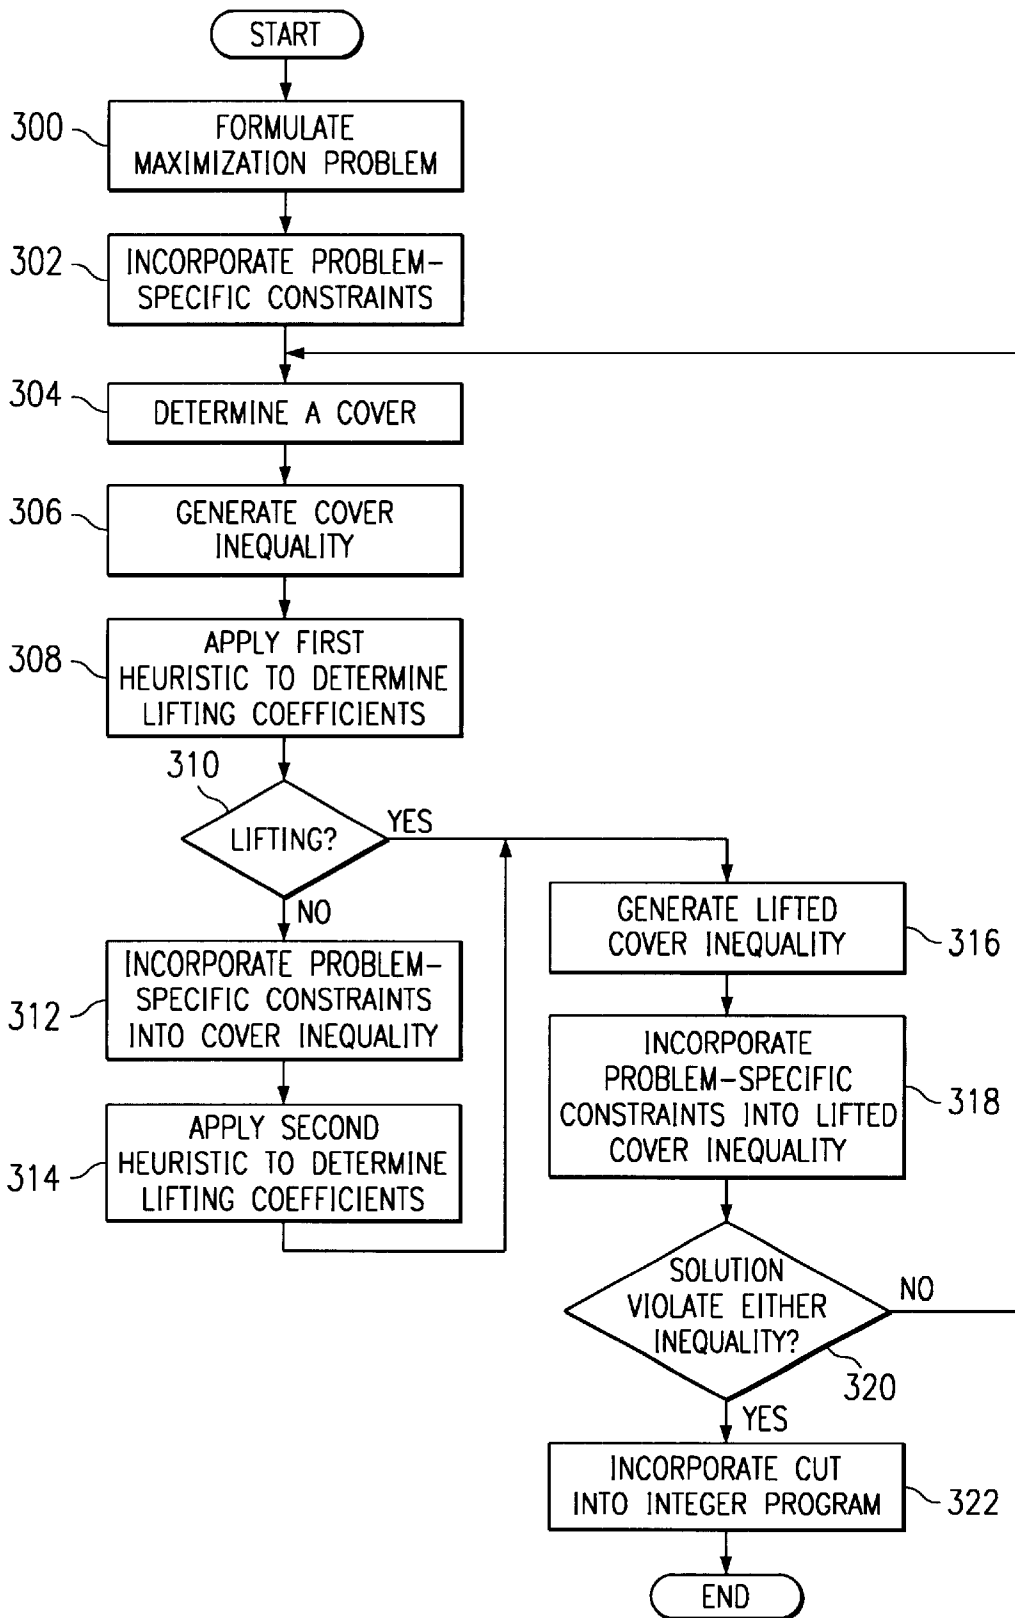 START
300
FORMULATE
MAXIMIZATION PROBLEM
302
INCORPORATE PROBLEM-
SPECIFIC CONSTRAINTS
304
DETERMINE A COVER
306
GENERATE COVER
INEQUALITY
308
APPLY FIRST
HEURISTIC TO DETERMINE
LIFTING COEFFICIENTS
310
LIFTING?
YES
NO
312
INCORPORATE PROBLEM-
SPECIFIC CONSTRAINTS
INTO COVER INEQUALITY
314
APPLY SECOND
HEURISTIC TO DETERMINE
LIFTING COEFFICIENTS
GENERATE LIFTED
COVER INEQUALITY
316
INCORPORATE
PROBLEM-SPECIFIC
CONSTRAINTS INTO LIFTED
COVER INEQUALITY
318
SOLUTION
VIOLATE EITHER
INEQUALITY?
NO
320
YES
INCORPORATE CUT
INTO INTEGER PROGRAM
322
END